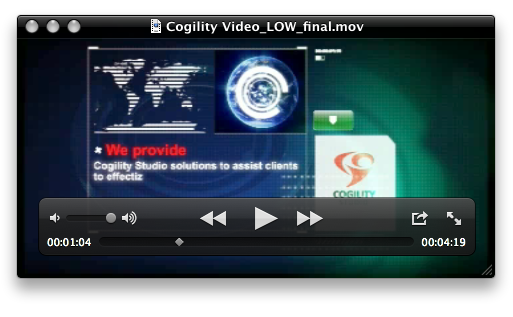 Cogility Video_LOW_final.mov
We provide
Cogility Studio solutions to assist clients
to effectiz
COGILITY
00:01:04
00:04:19